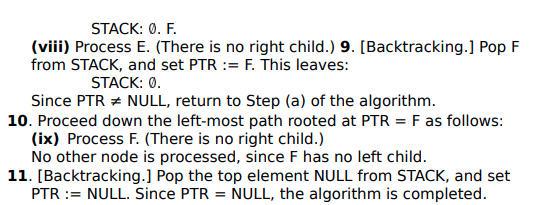 STACK: ∅. F.
(viii) Process E. (There is no right child.) 9. [Backtracking.] Pop F
from STACK, and set PTR := F. This leaves:
STACK: ∅.
Since PTR ≠ NULL, return to Step (a) of the algorithm.
10. Proceed down the left-most path rooted at PTR = F as follows:
(ix) Process F. (There is no right child.)
No other node is processed, since F has no left child.
11. [Backtracking.] Pop the top element NULL from STACK, and set
PTR := NULL. Since PTR = NULL, the algorithm is completed.